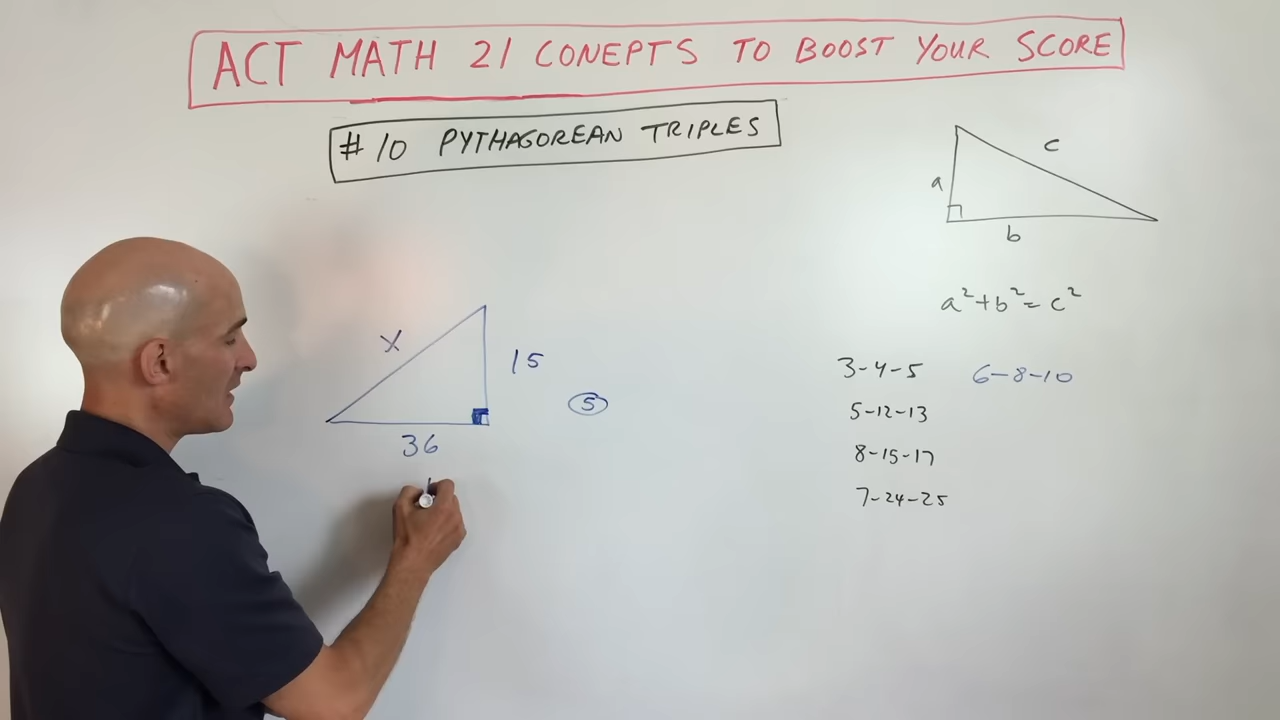 ACT MATH 21 CONEPTS TO BOOST YOUR SCORE
#10 PYTHAGOREAN TRIPLES
c
a
b
a²+b²=c²
x
15
5
36
3-4-5 6-8-10
5-12-13
8-15-17
7-24-25